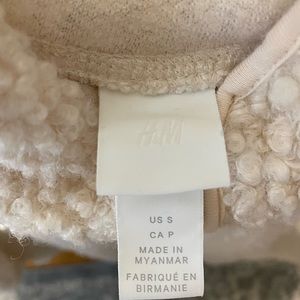 H&M
US S
CA P
MADE IN
MYANMAR
FABRIQUÉ EN
BIRMANIE